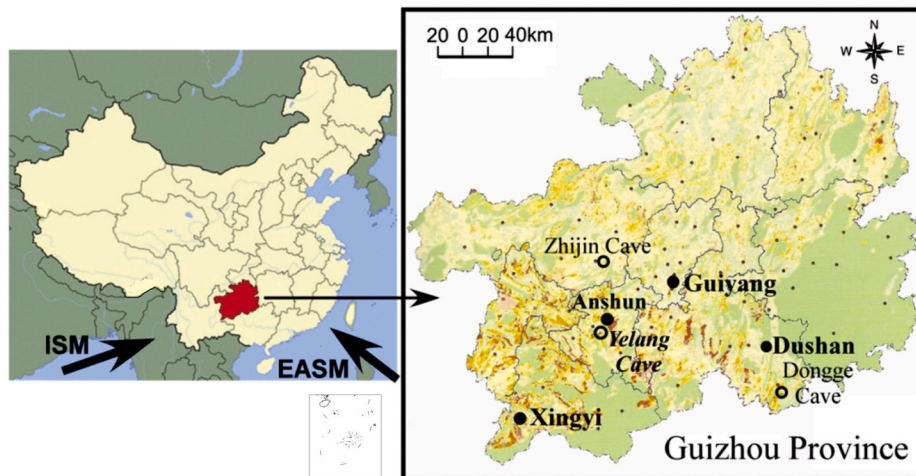 ISM
EASM
20 0 20 40km
N
W E
S
Zhijin Cave
Guiyang
Anshun
Yelang
Cave
Dushan
Dongge
Cave
Xingyi
Guizhou Province